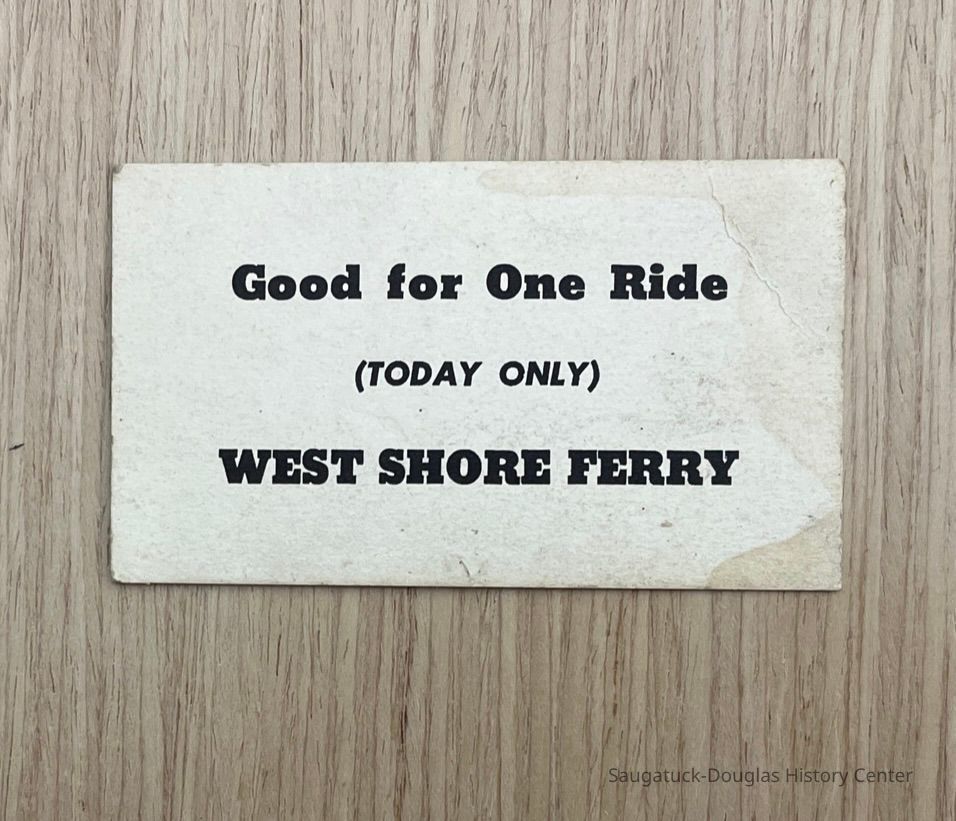 Good for One Ride
(TODAY ONLY)
WEST SHORE FERRY
Saugatuck-Douglas History Center